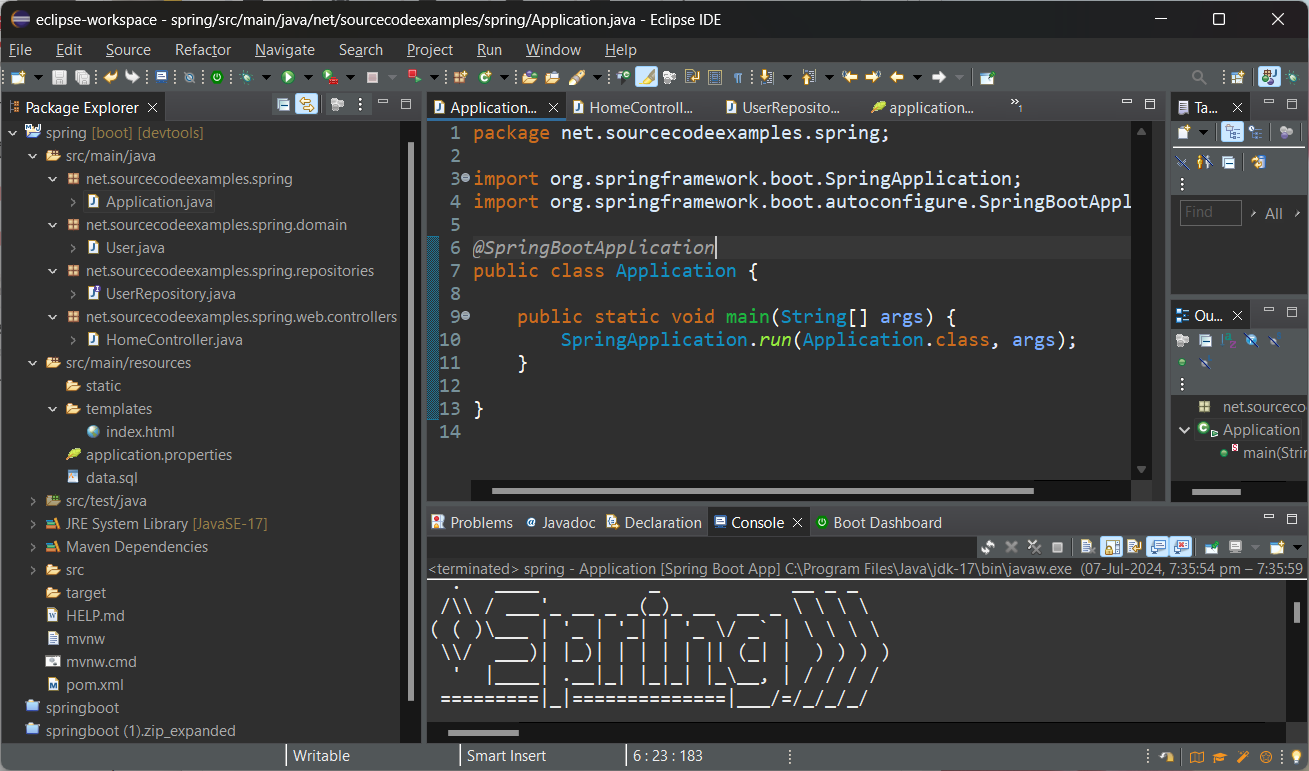 eclipse-workspace - spring/src/main/java/net/sourcecodeexamples/spring/Application.java - Eclipse IDE
File Edit Source Refactor Navigate Search Project Run Window Help
Package Explorer
spring [boot] [devtools]
src/main/java
net.sourcecodeexamples.spring
Application.java
net.sourcecodeexamples.spring.domain
User.java
net.sourcecodeexamples.spring.repositories
UserRepository.java
net.sourcecodeexamples.spring.web.controllers
HomeController.java
src/main/resources
static
templates
index.html
application.properties
data.sql
src/test/java
JRE System Library [JavaSE-17]
Maven Dependencies
src
target
HELP.md
mvnw
mvnw.cmd
pom.xml
springboot
springboot (1).zip_expanded
Application... HomeControll... UserReposito... application... »1
1 package net.sourcecodeexamples.spring;
2
3 import org.springframework.boot.SpringApplication;
4 import org.springframework.boot.autoconfigure.SpringBootAppl
5
6 @SpringBootApplication
7 public class Application {
8
9 public static void main(String[] args) {
10 SpringApplication.run(Application.class, args);
11 }
12
13 }
14
Ta...
Find All
Ou...
net.sourceco
Application
main(Strin
Problems Javadoc Declaration Console Boot Dashboard
<terminated> spring - Application [Spring Boot App] C:\Program Files\Java\jdk-17\bin\javaw.exe (07-Jul-2024, 7:35:54 pm – 7:35:59
  .   ____          _            __ _ _
 /\\ / ___'_ __ _ _(_)_ __  __ _ \ \ \ \
( ( )\___ | '_ | '_| | '_ \/ _` | \ \ \ \
 \\/  ___)| |_)| | | | | || (_| |  ) ) ) )
  '  |____| .__|_| |_|_| |_\__, | / / / /
 =========|_|==============|___/=/_/_/_/
Writable Smart Insert 6 : 23 : 183